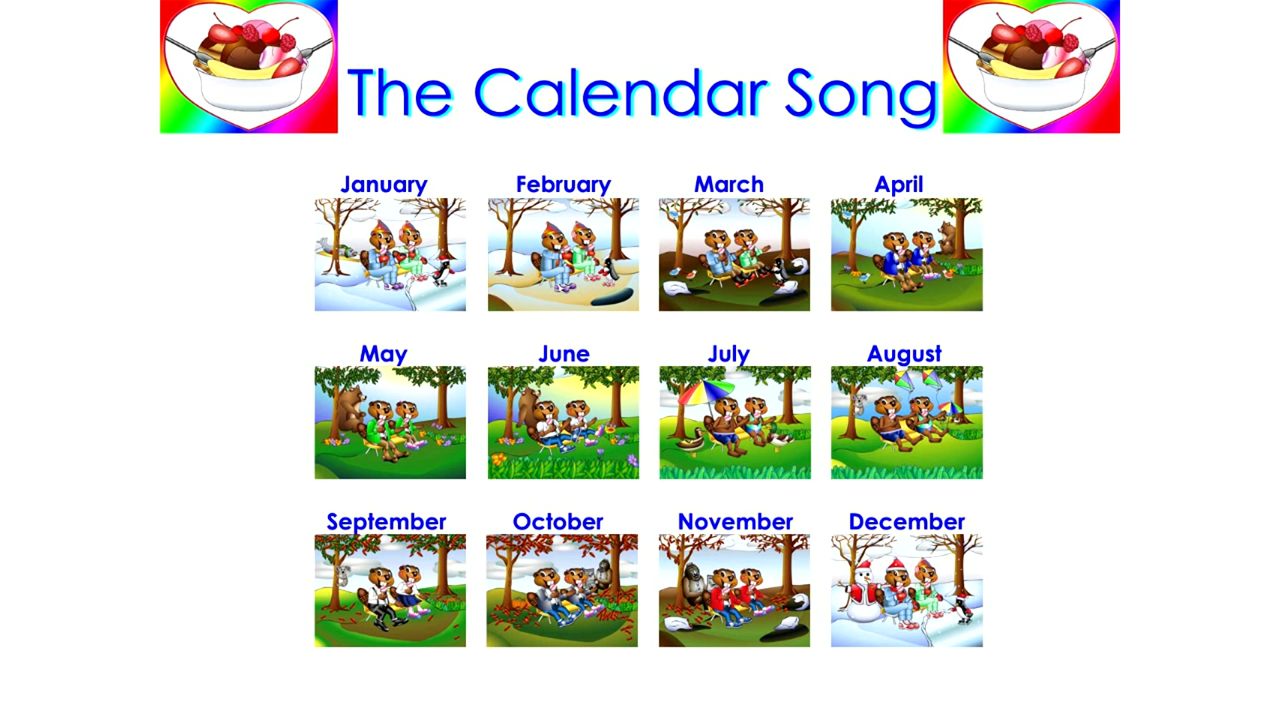 The Calendar Song
January February March April
May June July August
September October November December